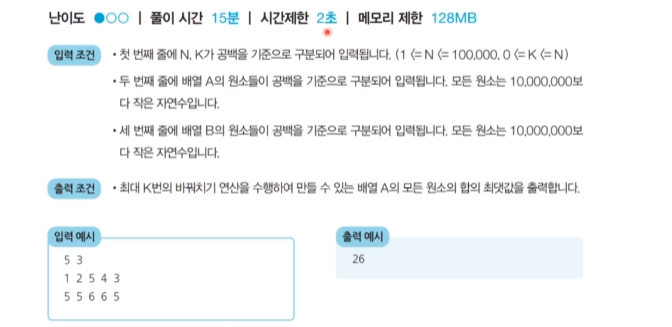 난이도 ●○○ | 풀이 시간 15분 | 시간제한 2초 | 메모리 제한 128MB
입력 조건 • 첫 번째 줄에 N, K가 공백을 기준으로 구분되어 입력됩니다. (1 <= N <= 100,000, 0 <= K <= N)
• 두 번째 줄에 배열 A의 원소들이 공백을 기준으로 구분되어 입력됩니다. 모든 원소는 10,000,000보
다 작은 자연수입니다.
• 세 번째 줄에 배열 B의 원소들이 공백을 기준으로 구분되어 입력됩니다. 모든 원소는 10,000,000보
다 작은 자연수입니다.
출력 조건 • 최대 K번의 바꿔치기 연산을 수행하여 만들 수 있는 배열 A의 모든 원소의 합의 최댓값을 출력합니다.
입력 예시
5 3
1 2 5 4 3
5 5 6 6 5
출력 예시
26